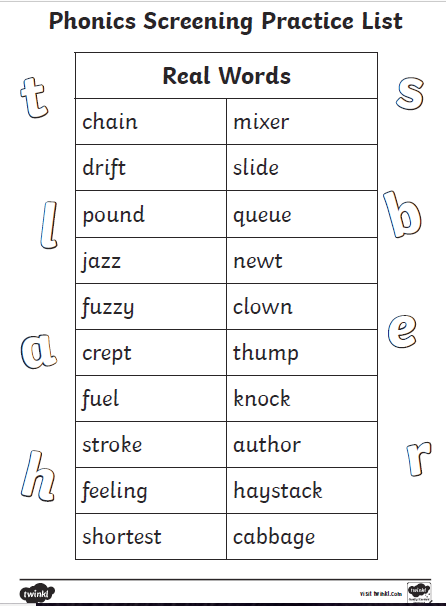 Phonics Screening Practice List
Real Words
t
s
chain mixer
drift slide
l
b
pound queue
jazz newt
fuzzy clown
a
e
crept thump
fuel knock
h
r
stroke author
feeling haystack
shortest cabbage
twinkl
visit twinkl.com
twinkl